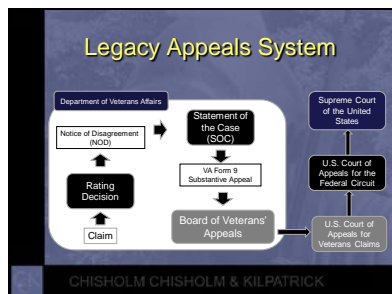 Legacy Appeals System
Department of Veterans Affairs
Claim
Rating
Decision
Notice of Disagreement
(NOD)
Statement of
the Case
(SOC)
VA Form 9
Substantive Appeal
Board of Veterans'
Appeals
U.S. Court of
Appeals for
Veterans Claims
U.S. Court of
Appeals for the
Federal Circuit
Supreme Court
of the United
States
CK
CHISHOLM CHISHOLM & KILPATRICK